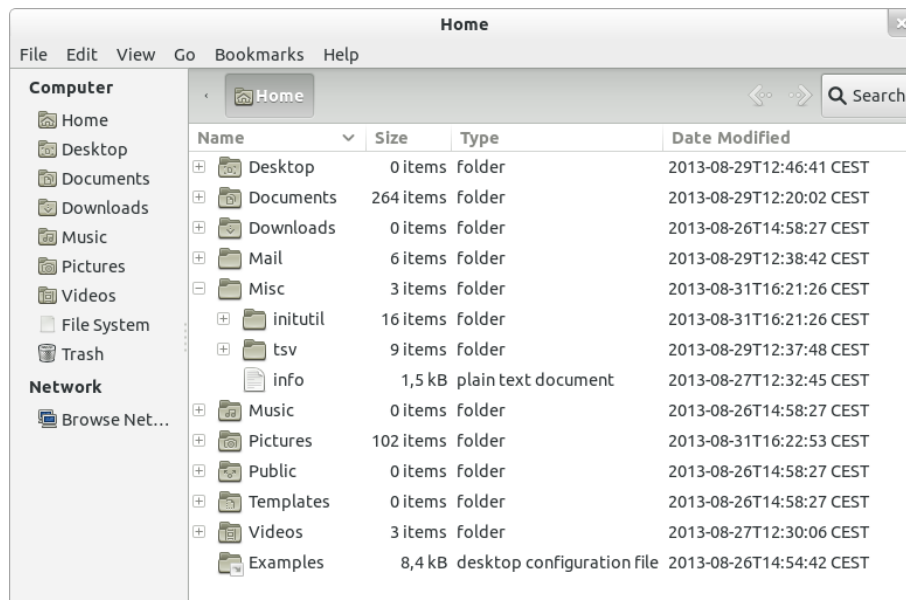 Home
File Edit View Go Bookmarks Help
Computer
Home
Desktop
Documents
Downloads
Music
Pictures
Videos
File System
Trash
Network
Browse Net...
Home
Search
Name Size Type Date Modified
Desktop 0 items folder 2013-08-29T12:46:41 CEST
Documents 264 items folder 2013-08-29T12:20:02 CEST
Downloads 0 items folder 2013-08-26T14:58:27 CEST
Mail 6 items folder 2013-08-29T12:38:42 CEST
Misc 3 items folder 2013-08-31T16:21:26 CEST
initutil 16 items folder 2013-08-31T16:21:26 CEST
tsv 9 items folder 2013-08-29T12:37:48 CEST
info 1,5 kB plain text document 2013-08-27T12:32:45 CEST
Music 0 items folder 2013-08-26T14:58:27 CEST
Pictures 102 items folder 2013-08-31T16:22:53 CEST
Public 0 items folder 2013-08-26T14:58:27 CEST
Templates 0 items folder 2013-08-26T14:58:27 CEST
Videos 3 items folder 2013-08-27T12:30:06 CEST
Examples 8,4 kB desktop configuration file 2013-08-26T14:54:42 CEST